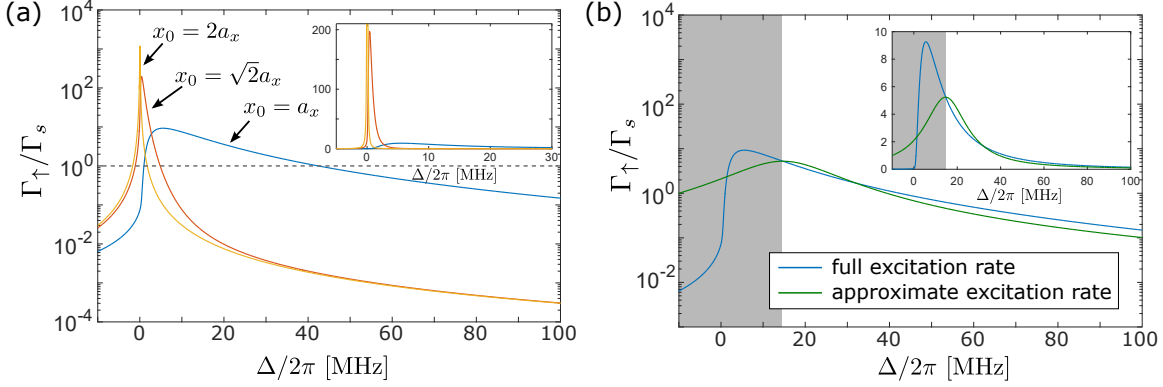 (a)
Γ↑/Γs
10^4
10^2
10^0
10^-2
10^-4
x0 = 2ax
x0 = √2ax
x0 = ax
200
100
0
0 10 20 30
Δ/2π [MHz]
0 20 40 60 80 100
Δ/2π [MHz]
(b)
Γ↑/Γs
10^4
10^2
10^0
10^-2
10
8
6
4
2
0
0 20 40 60 80 100
Δ/2π [MHz]
full excitation rate
approximate excitation rate
0 20 40 60 80 100
Δ/2π [MHz]